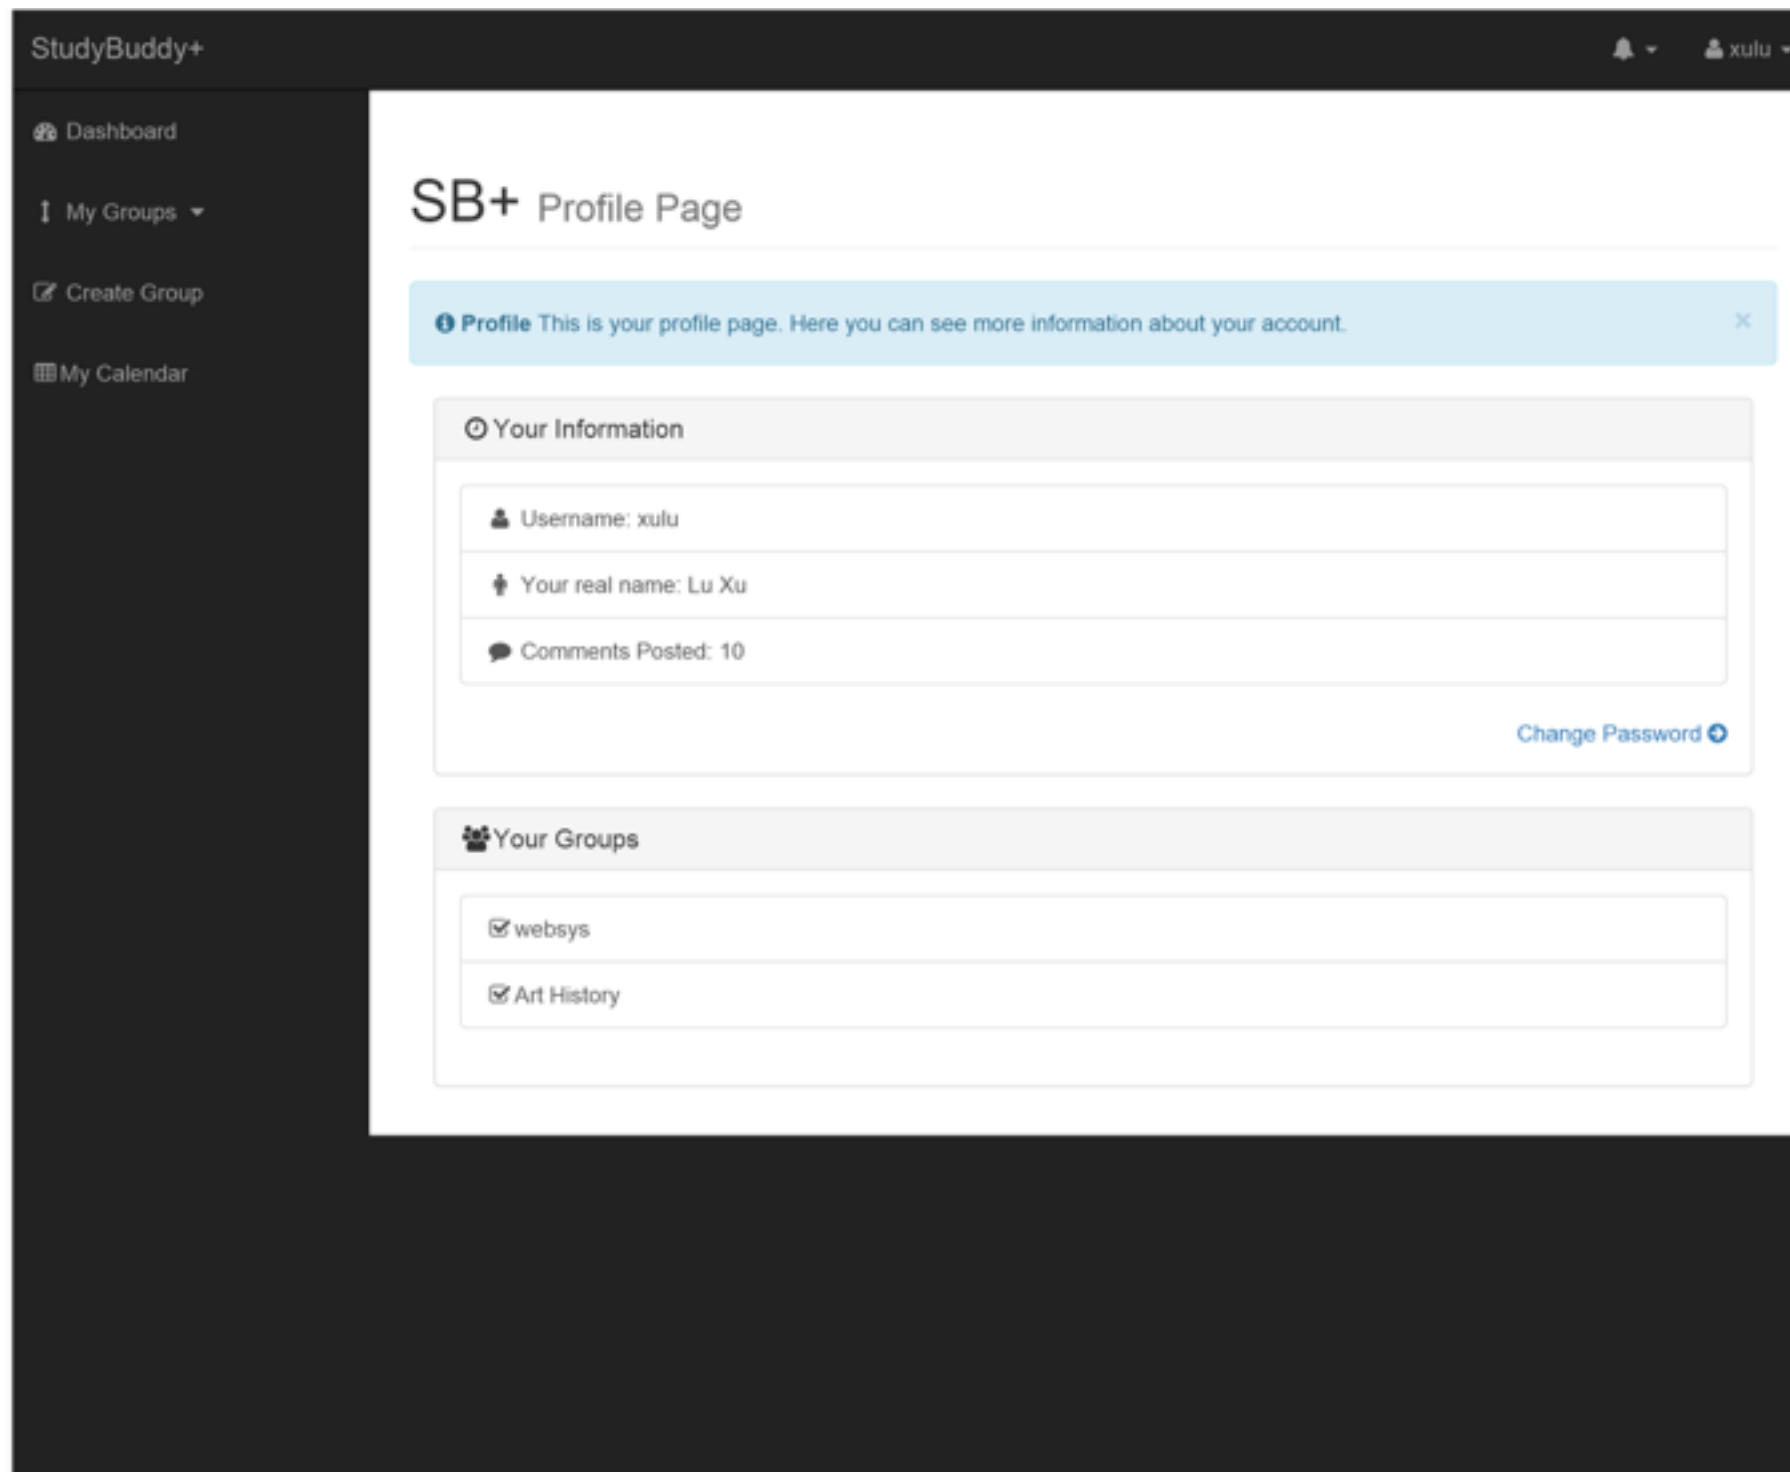 StudyBuddy+
xulu
Dashboard
My Groups
Create Group
My Calendar
SB+ Profile Page
Profile This is your profile page. Here you can see more information about your account.
×
Your Information
Username: xulu
Your real name: Lu Xu
Comments Posted: 10
Change Password
Your Groups
websys
Art History